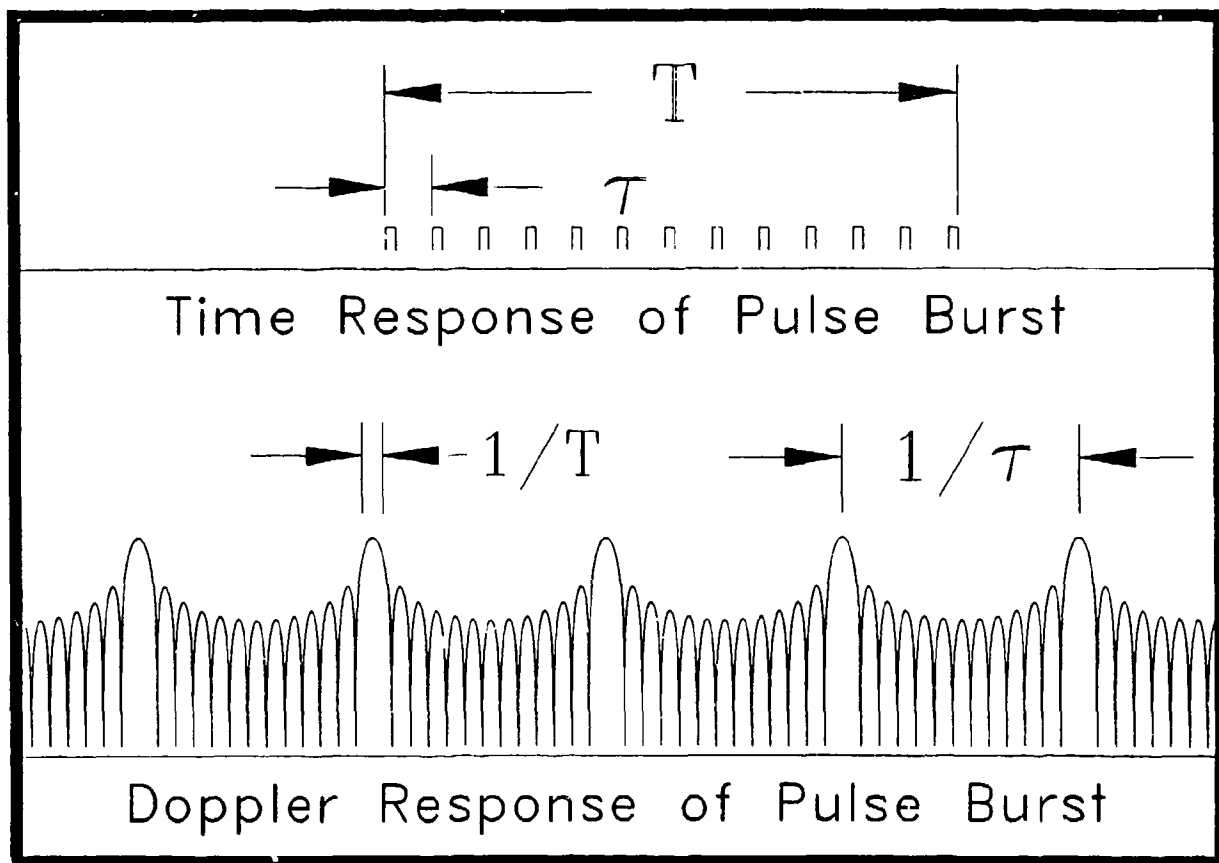 T
τ
Time Response of Pulse Burst
1/T
1/τ
Doppler Response of Pulse Burst